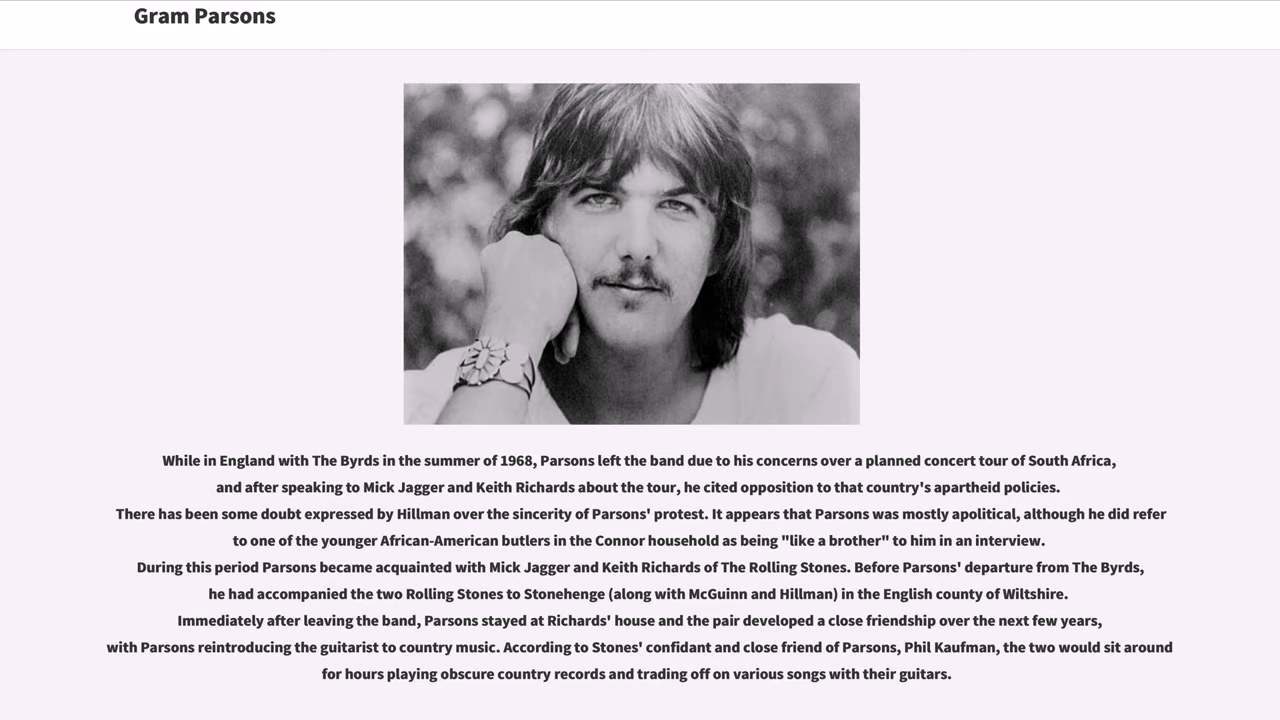 Gram Parsons
While in England with The Byrds in the summer of 1968, Parsons left the band due to his concerns over a planned concert tour of South Africa,
and after speaking to Mick Jagger and Keith Richards about the tour, he cited opposition to that country's apartheid policies.
There has been some doubt expressed by Hillman over the sincerity of Parsons' protest. It appears that Parsons was mostly apolitical, although he did refer
to one of the younger African-American butlers in the Connor household as being "like a brother" to him in an interview.
During this period Parsons became acquainted with Mick Jagger and Keith Richards of The Rolling Stones. Before Parsons' departure from The Byrds,
he had accompanied the two Rolling Stones to Stonehenge (along with McGuinn and Hillman) in the English county of Wiltshire.
Immediately after leaving the band, Parsons stayed at Richards' house and the pair developed a close friendship over the next few years,
with Parsons reintroducing the guitarist to country music. According to Stones' confidant and close friend of Parsons, Phil Kaufman, the two would sit around
for hours playing obscure country records and trading off on various songs with their guitars.